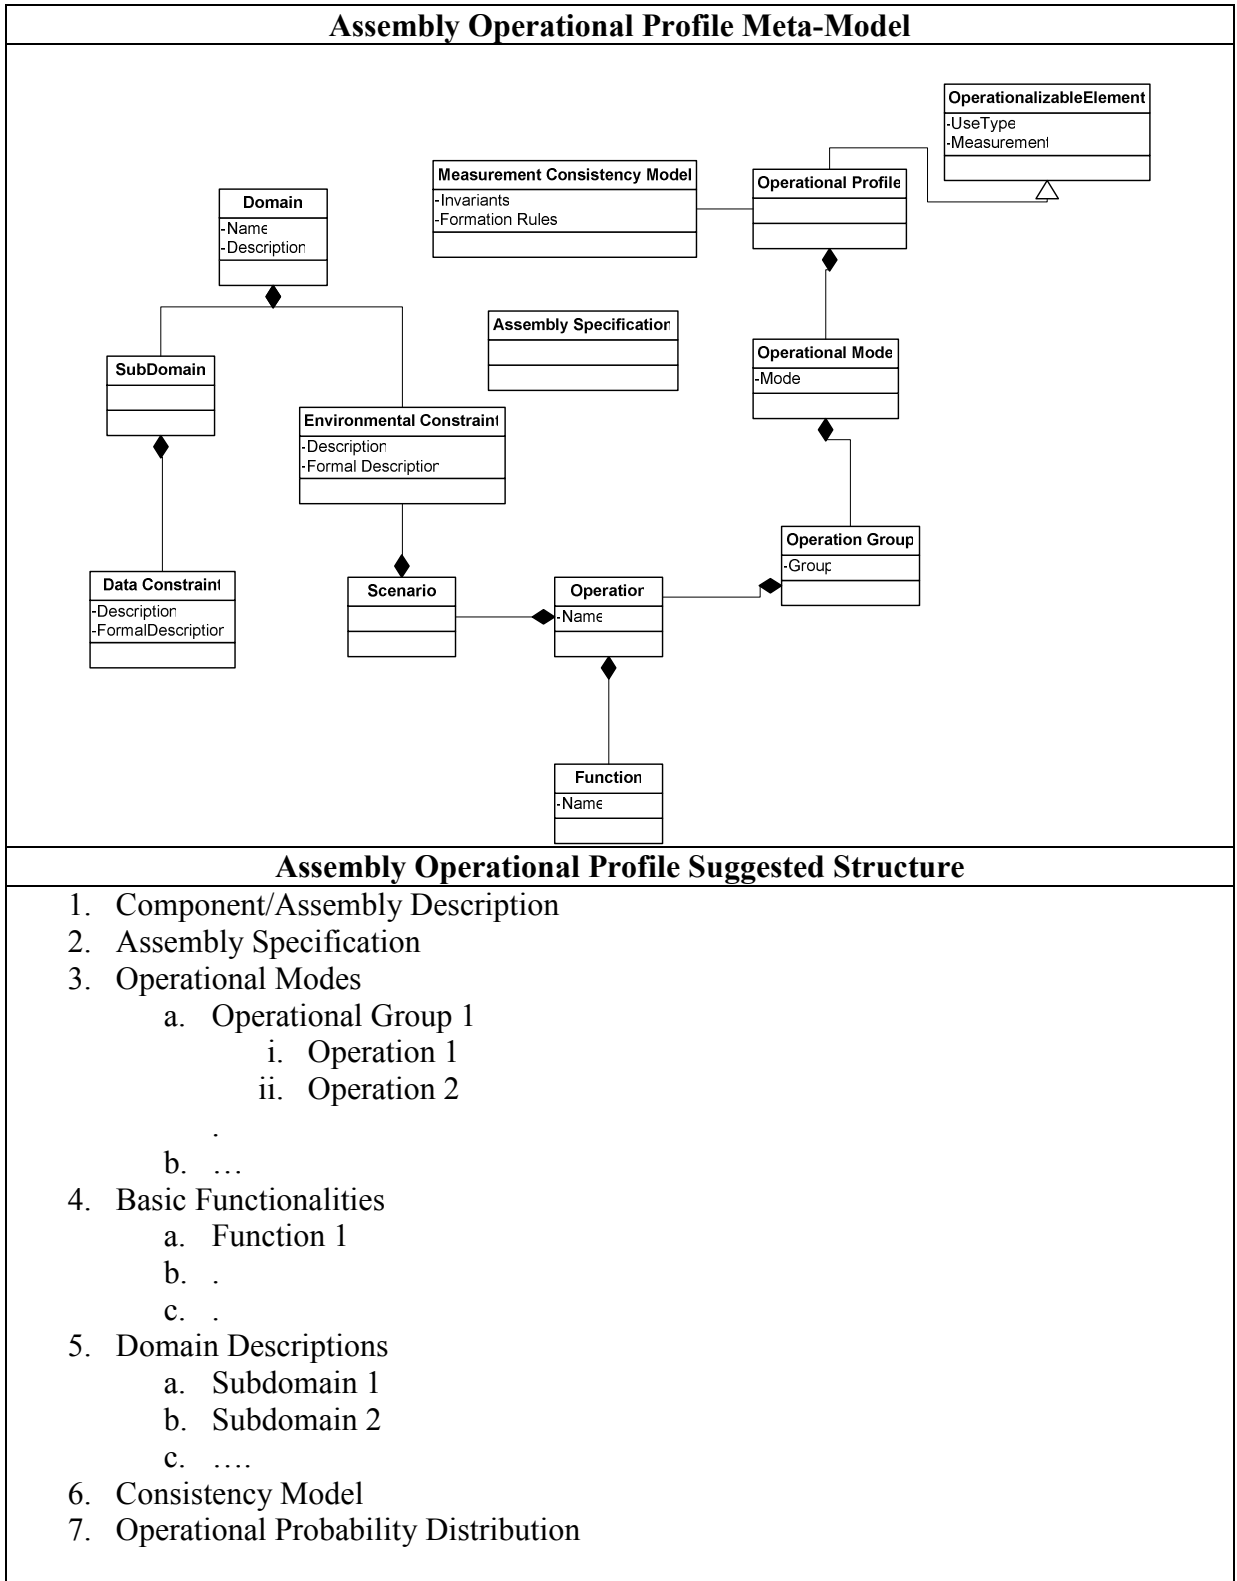 Assembly Operational Profile Meta-Model
OperationalizableElement
-UseType
-Measurement
Measurement Consistency Model
-Invariants
-Formation Rules
Operational Profile
Domain
-Name
-Description
Assembly Specification
Operational Mode
-Mode
SubDomain
Environmental Constraint
-Description
-Formal Description
Operation Group
-Group
Data Constraint
-Description
-FormalDescription
Scenario
Operation
-Name
Function
-Name
Assembly Operational Profile Suggested Structure
1. Component/Assembly Description
2. Assembly Specification
3. Operational Modes
a. Operational Group 1
i. Operation 1
ii. Operation 2
.
b. …
4. Basic Functionalities
a. Function 1
b. .
c. .
5. Domain Descriptions
a. Subdomain 1
b. Subdomain 2
c. ….
6. Consistency Model
7. Operational Probability Distribution